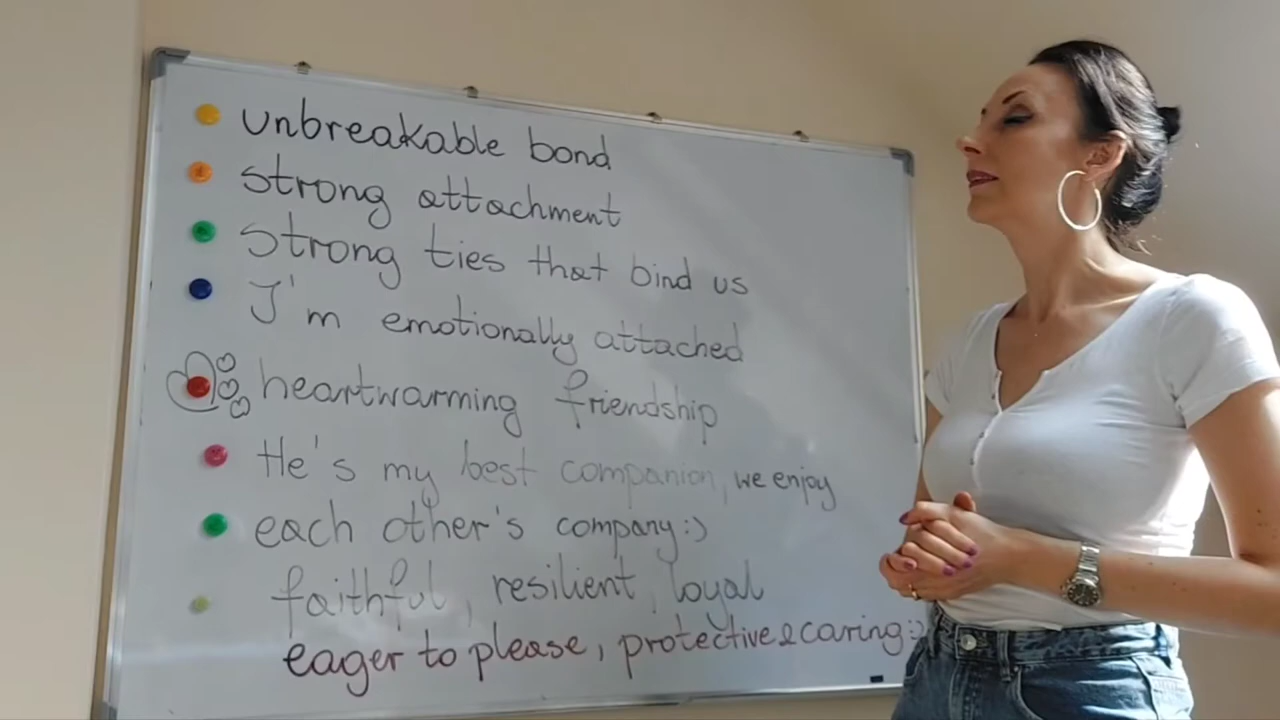 unbreakable bond
strong attachment
strong ties that bind us
I'm emotionally attached
heartwarming friendship
He's my best companion, we enjoy
each other's company:)
faithful, resilient, loyal
eager to please, protective & caring:)